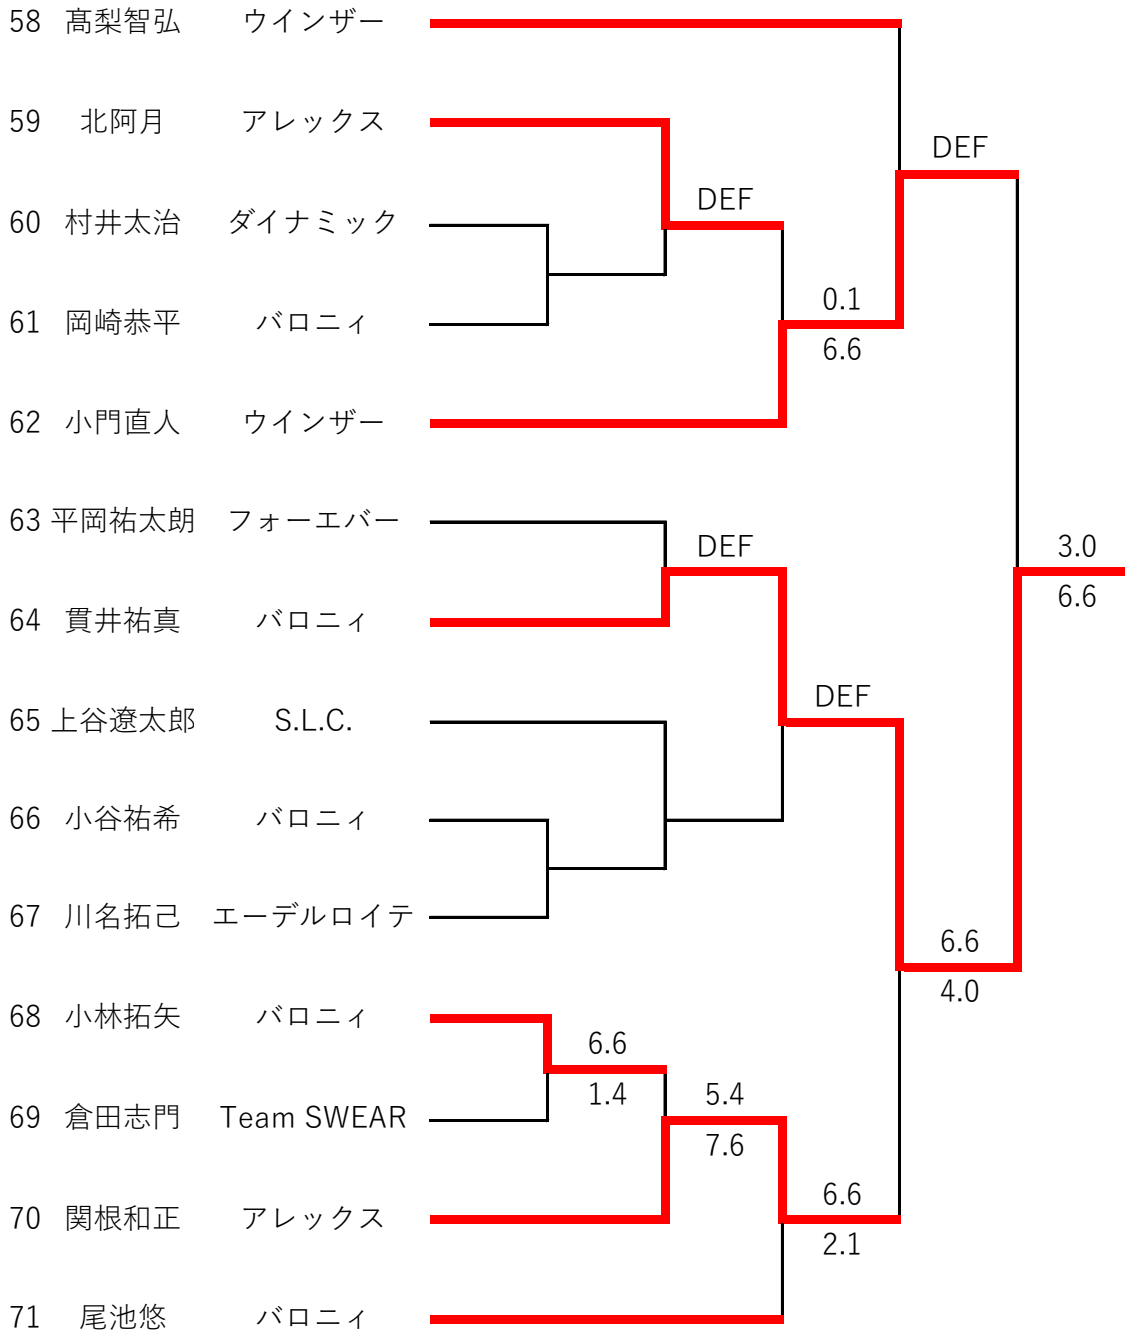 58 髙梨智弘 ウインザー
59 北阿月 アレックス
DEF
DEF
60 村井太治 ダイナミック
61 岡崎恭平 バロニィ
0.1
6.6
62 小門直人 ウインザー
63 平岡祐太朗 フォーエバー
DEF
3.0
6.6
64 貫井祐真 バロニィ
65 上谷遼太郎 S.L.C.
DEF
66 小谷祐希 バロニィ
67 川名拓己 エーデルロイテ
6.6
4.0
68 小林拓矢 バロニィ
6.6
1.4
69 倉田志門 Team SWEAR
5.4
7.6
70 関根和正 アレックス
6.6
2.1
71 尾池悠 バロニィ